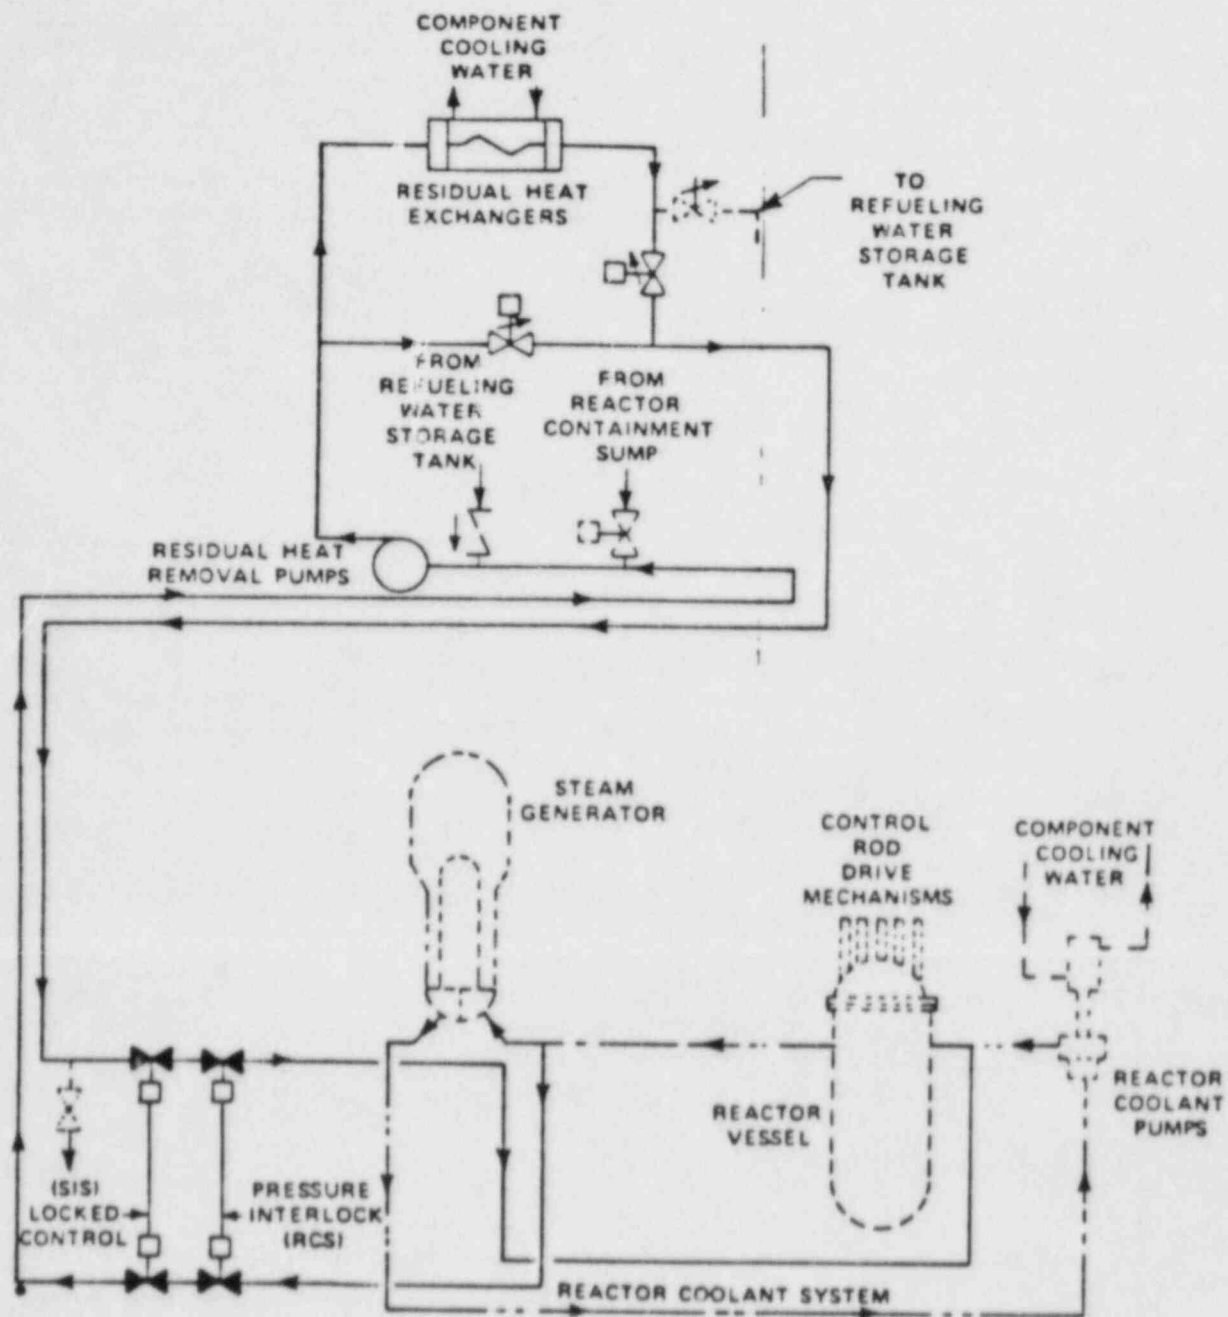 COMPONENT
COOLING
WATER
RESIDUAL HEAT
EXCHANGERS
TO
REFUELING
WATER
STORAGE
TANK
FROM
REFUELING
WATER
STORAGE
TANK
FROM
REACTOR
CONTAINMENT
SUMP
RESIDUAL HEAT
REMOVAL PUMPS
STEAM
GENERATOR
CONTROL
ROD
DRIVE
MECHANISMS
COMPONENT
COOLING
WATER
REACTOR
VESSEL
REACTOR
COOLANT
PUMPS
(SIS)
LOCKED
CONTROL
PRESSURE
INTERLOCK
(RCS)
REACTOR COOLANT SYSTEM